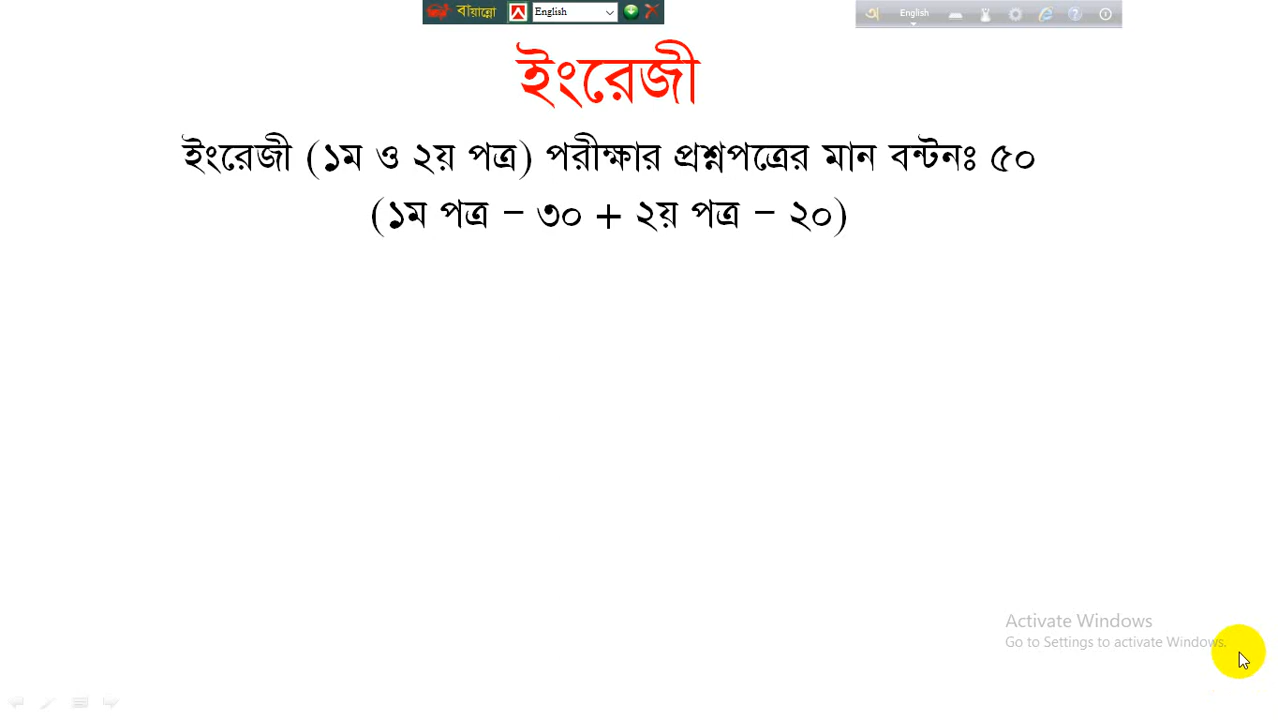 বায়ান্নো English English
ইংরেজী
ইংরেজী (১ম ও ২য় পত্র) পরীক্ষার প্রশ্নপত্রের মান বন্টনঃ ৫০
(১ম পত্র – ৩০ + ২য় পত্র – ২০)
Activate Windows
Go to Settings to activate Windows.